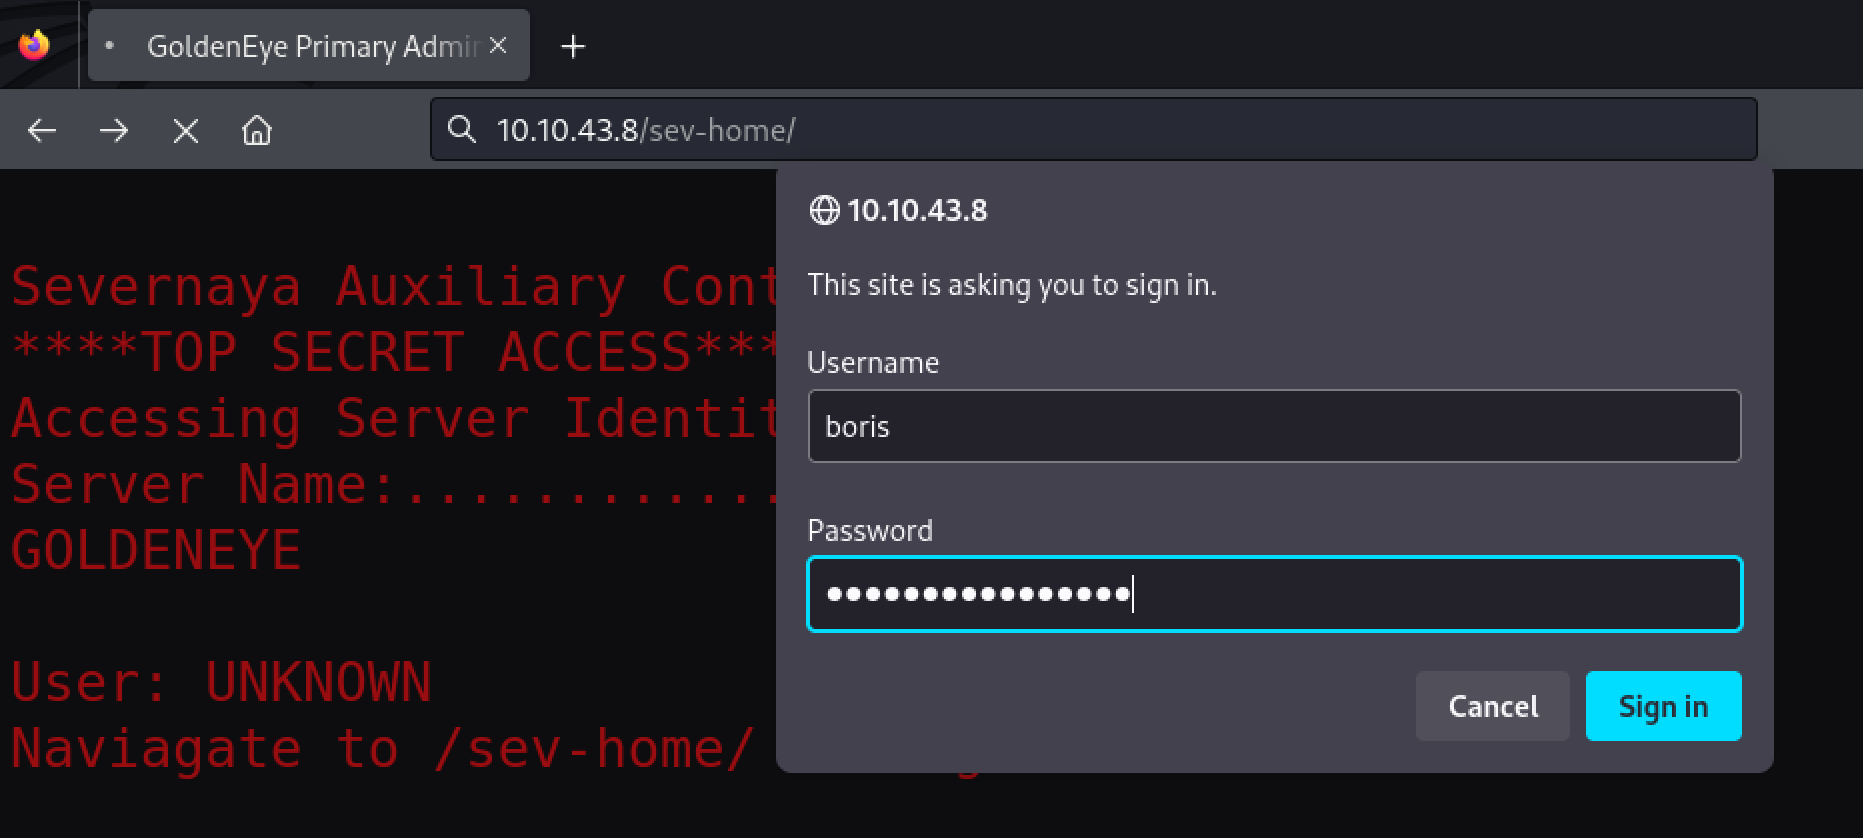 GoldenEye Primary Admin
10.10.43.8/sev-home/
10.10.43.8
This site is asking you to sign in.
Username
boris
Password
••••••••••••••••
Cancel
Sign in
Severnaya Auxiliary Cont
****TOP SECRET ACCESS***
Accessing Server Identit
Server Name:............
GOLDENEYE
User: UNKNOWN
Naviagate to /sev-home/